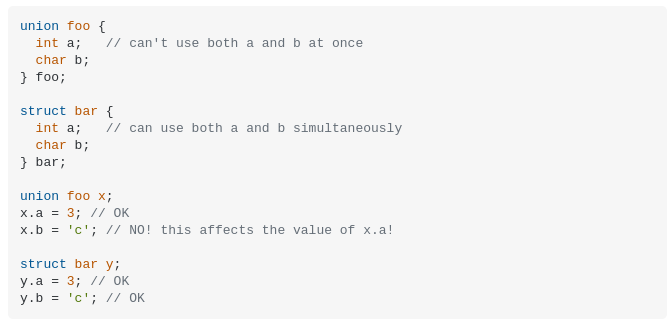 union foo {
  int a;   // can't use both a and b at once
  char b;
} foo;

struct bar {
  int a;   // can use both a and b simultaneously
  char b;
} bar;

union foo x;
x.a = 3; // OK
x.b = 'c'; // NO! this affects the value of x.a!

struct bar y;
y.a = 3; // OK
y.b = 'c'; // OK